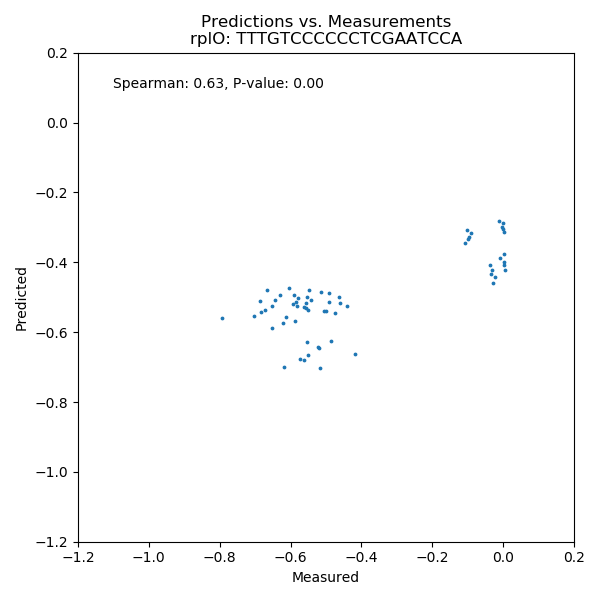 Predictions vs. Measurements
rplO: TTTGTCCCCCCTCGAATCCA
Spearman: 0.63, P-value: 0.00
0.2
0.0
−0.2
−0.4
−0.6
−0.8
−1.0
−1.2
Predicted
−1.2 −1.0 −0.8 −0.6 −0.4 −0.2 0.0 0.2
Measured